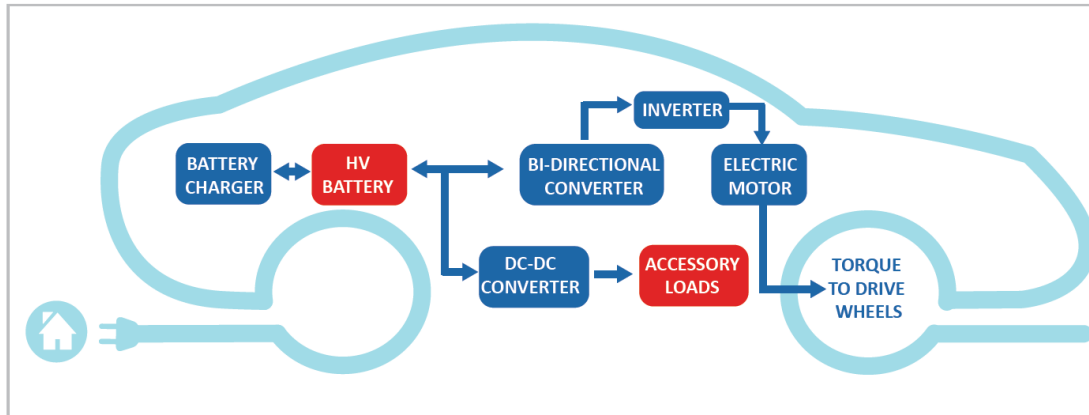 INVERTER
BATTERY
CHARGER
HV
BATTERY
BI-DIRECTIONAL
CONVERTER
ELECTRIC
MOTOR
DC-DC
CONVERTER
ACCESSORY
LOADS
TORQUE
TO DRIVE
WHEELS